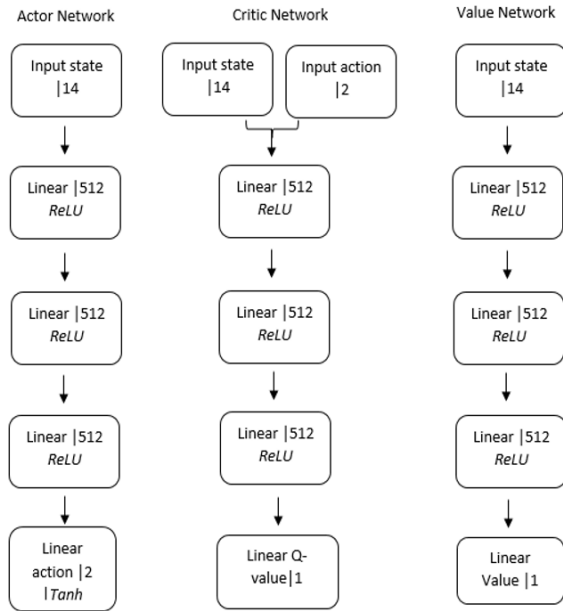 Actor Network
Input state
|14
Linear |512
ReLU
Linear |512
ReLU
Linear |512
ReLU
Linear
action |2
|Tanh
Critic Network
Input state
|14
Input action
|2
Linear |512
ReLU
Linear |512
ReLU
Linear |512
ReLU
Linear Q-
value|1
Value Network
Input state
|14
Linear |512
ReLU
Linear |512
ReLU
Linear |512
ReLU
Linear
Value |1